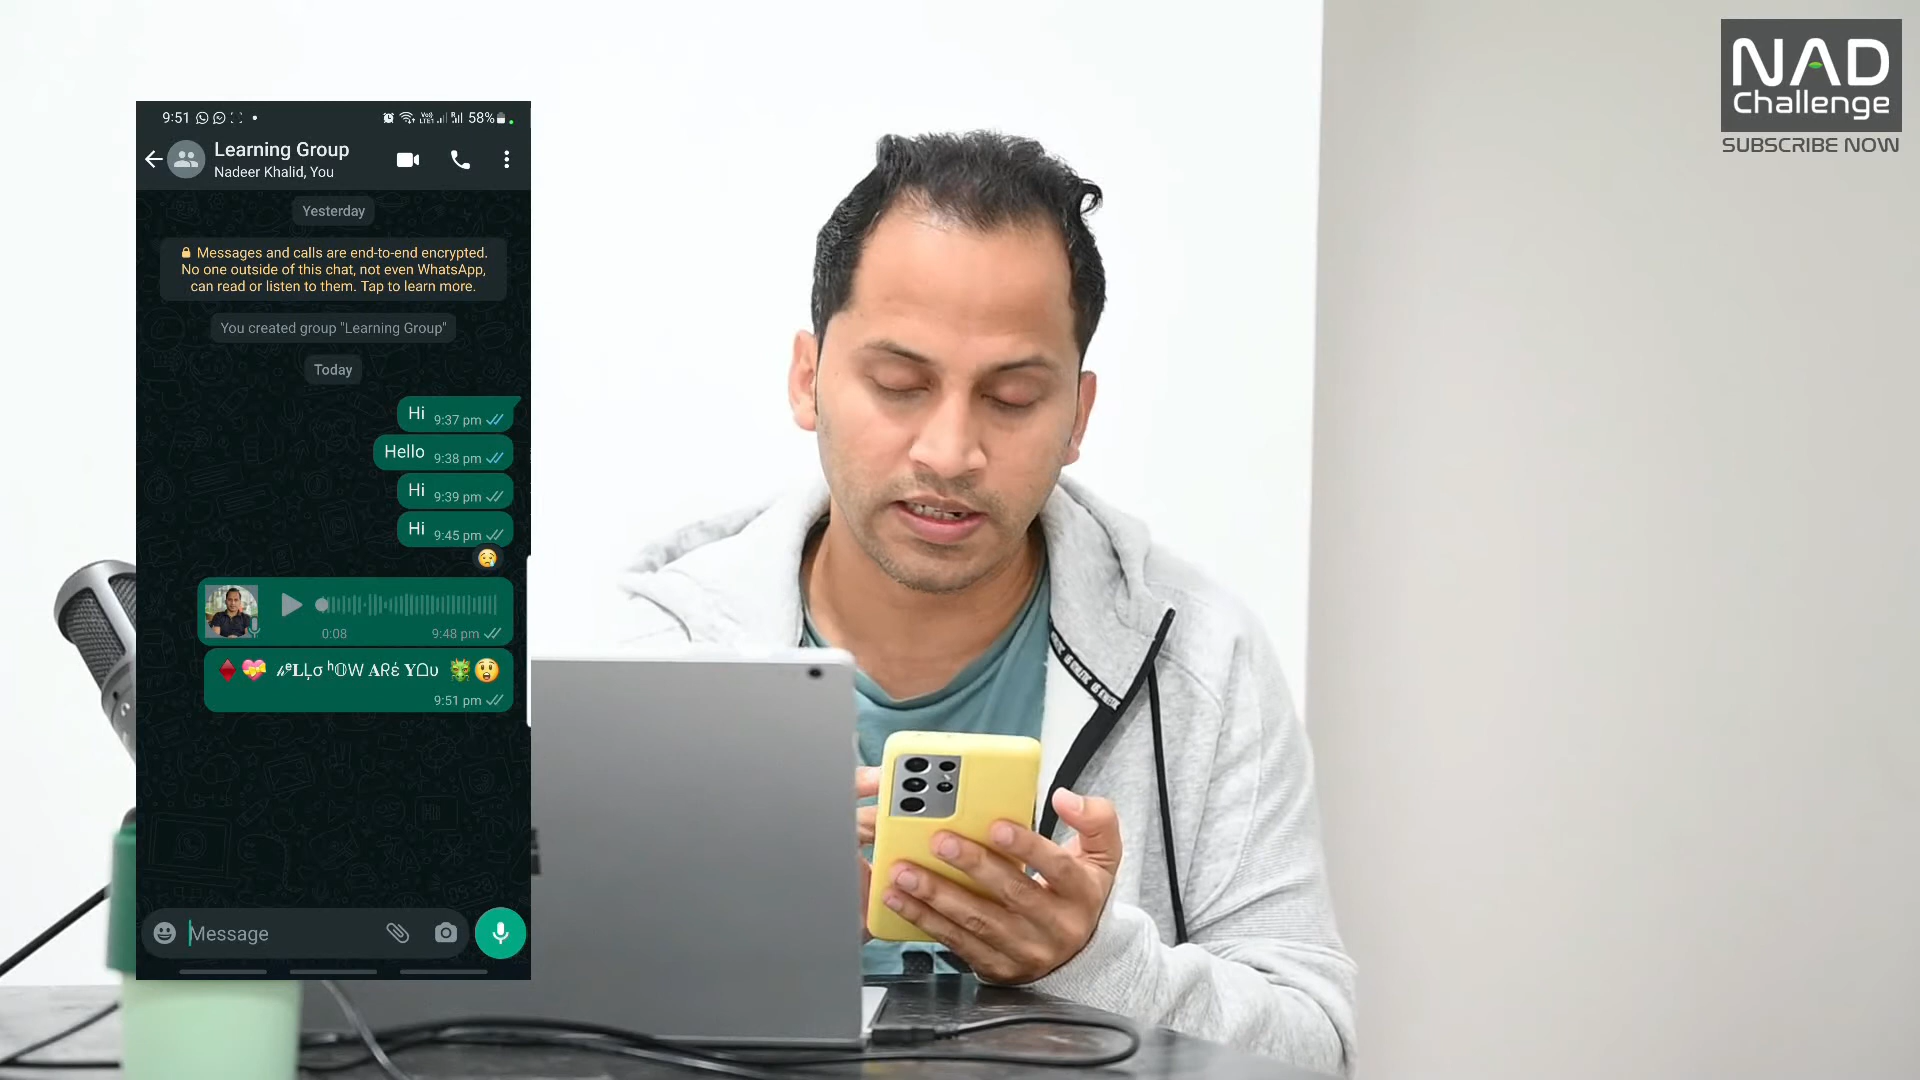 NAD
Challenge
SUBSCRIBE NOW
9:51
58%
Learning Group
Nadeer Khalid, You
Yesterday
Messages and calls are end-to-end encrypted.
No one outside of this chat, not even WhatsApp,
can read or listen to them. Tap to learn more.
You created group "Learning Group"
Today
Hi
9:37 pm
Hello
9:38 pm
Hi
9:39 pm
Hi
9:45 pm
0:08
9:48 pm
♦️💝 𝓱ᵉ𝐋Ļσ ʰ𝕆W 𝐀ᖇέ 𝐘ᗝυ 🐲😲
9:51 pm
Message